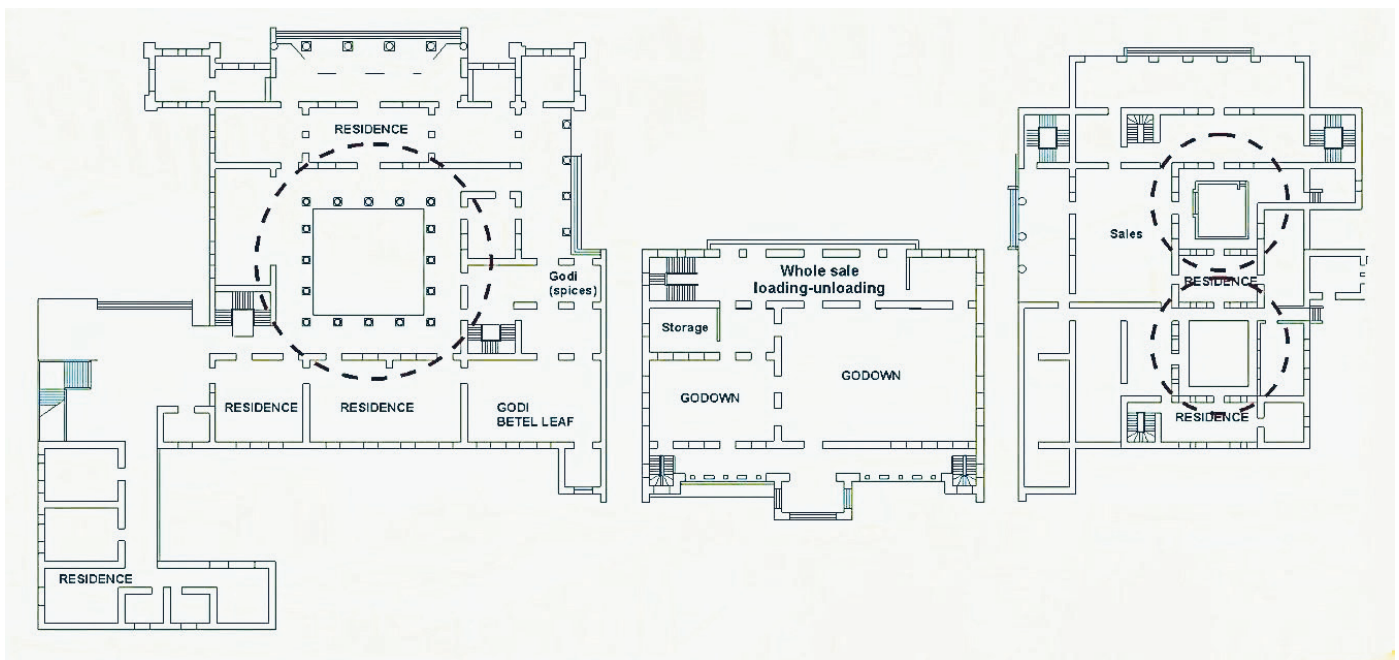 RESIDENCE
Godi
(spices)
RESIDENCE
RESIDENCE
GODI
BETEL LEAF
RESIDENCE
Whole sale
loading-unloading
Storage
GODOWN
GODOWN
Sales
RESIDENCE
RESIDENCE